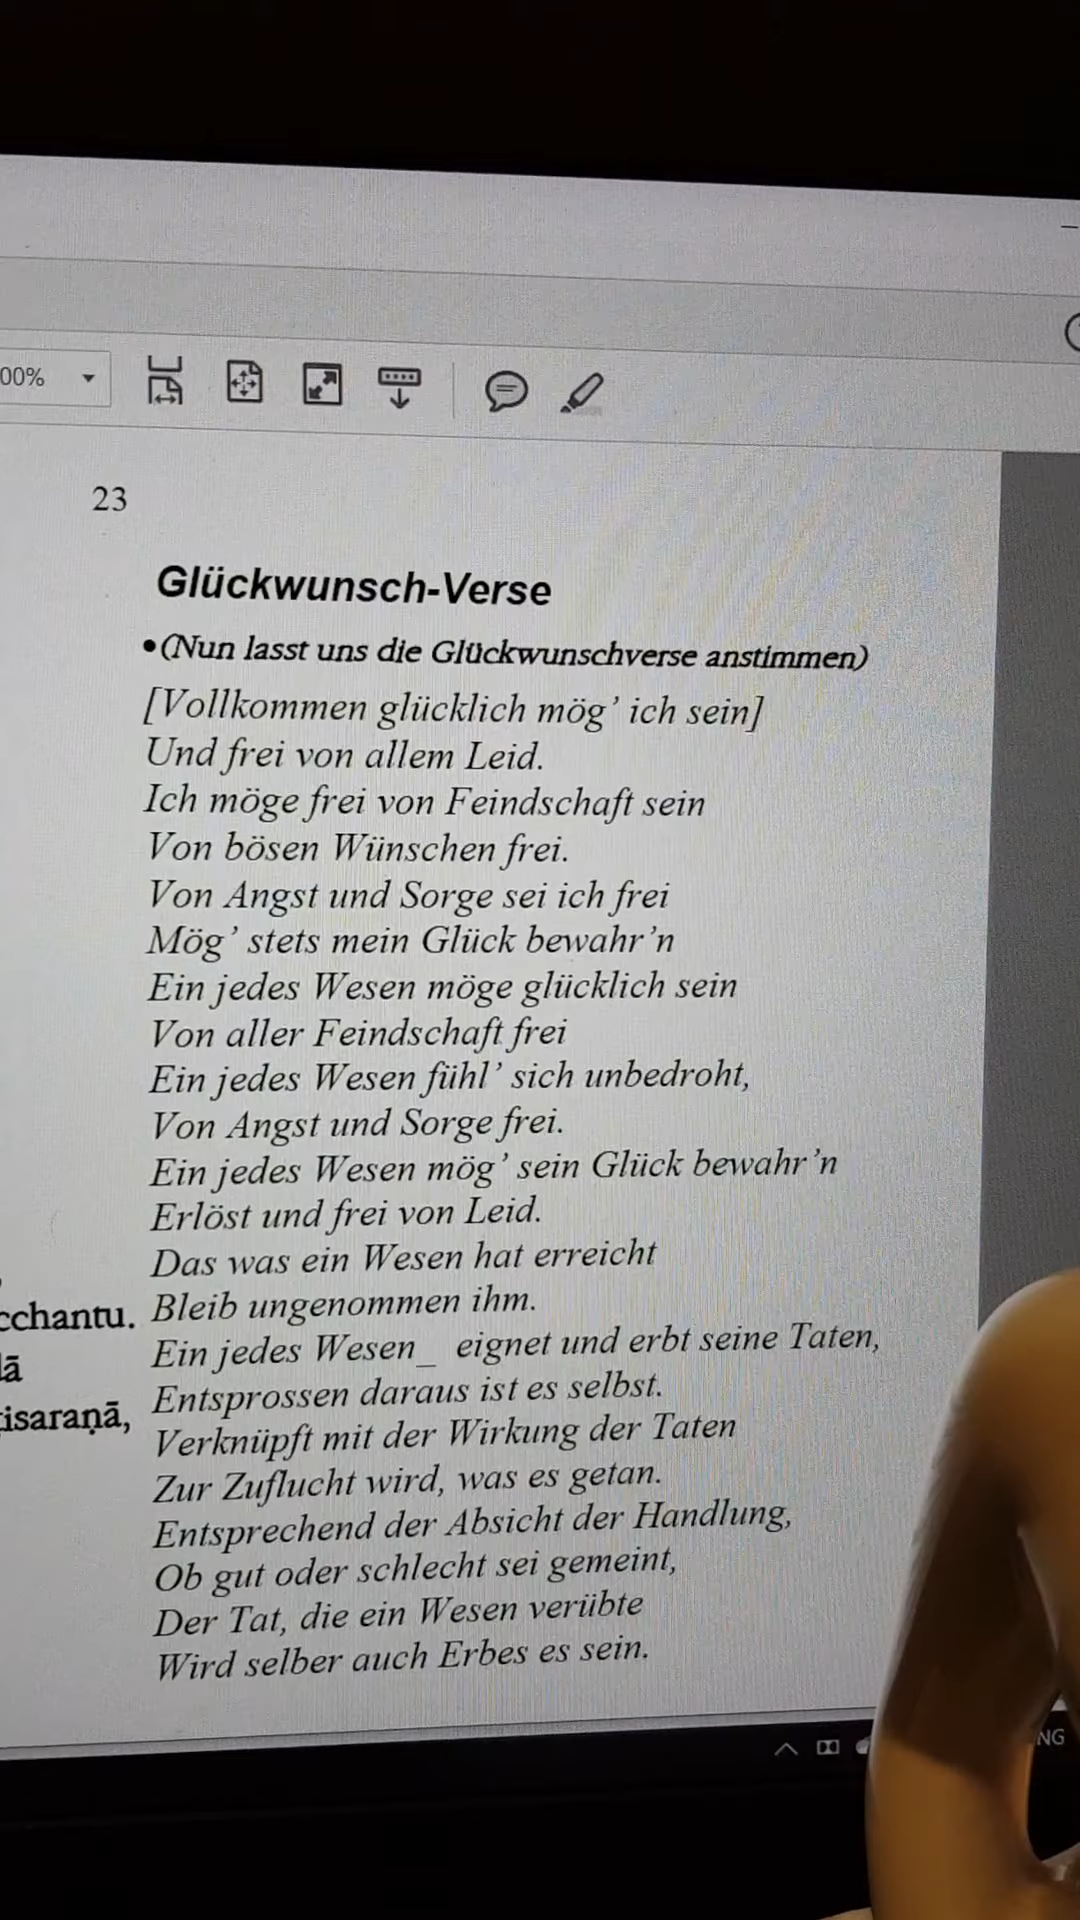 00%
23
Glückwunsch-Verse
•(Nun lasst uns die Glückwunschverse anstimmen)
[Vollkommen glücklich mög’ ich sein]
Und frei von allem Leid.
Ich möge frei von Feindschaft sein
Von bösen Wünschen frei.
Von Angst und Sorge sei ich frei
Mög’ stets mein Glück bewahr’n
Ein jedes Wesen möge glücklich sein
Von aller Feindschaft frei
Ein jedes Wesen fühl’ sich unbedroht,
Von Angst und Sorge frei.
Ein jedes Wesen mög’ sein Glück bewahr’n
Erlöst und frei von Leid.
Das was ein Wesen hat erreicht
Bleib ungenommen ihm.
Ein jedes Wesen_ eignet und erbt seine Taten,
Entsprossen daraus ist es selbst.
Verknüpft mit der Wirkung der Taten
Zur Zuflucht wird, was es getan.
Entsprechend der Absicht der Handlung,
Ob gut oder schlecht sei gemeint,
Der Tat, die ein Wesen verübte
Wird selber auch Erbes es sein.
cchantu.
isaraṇā,
NG